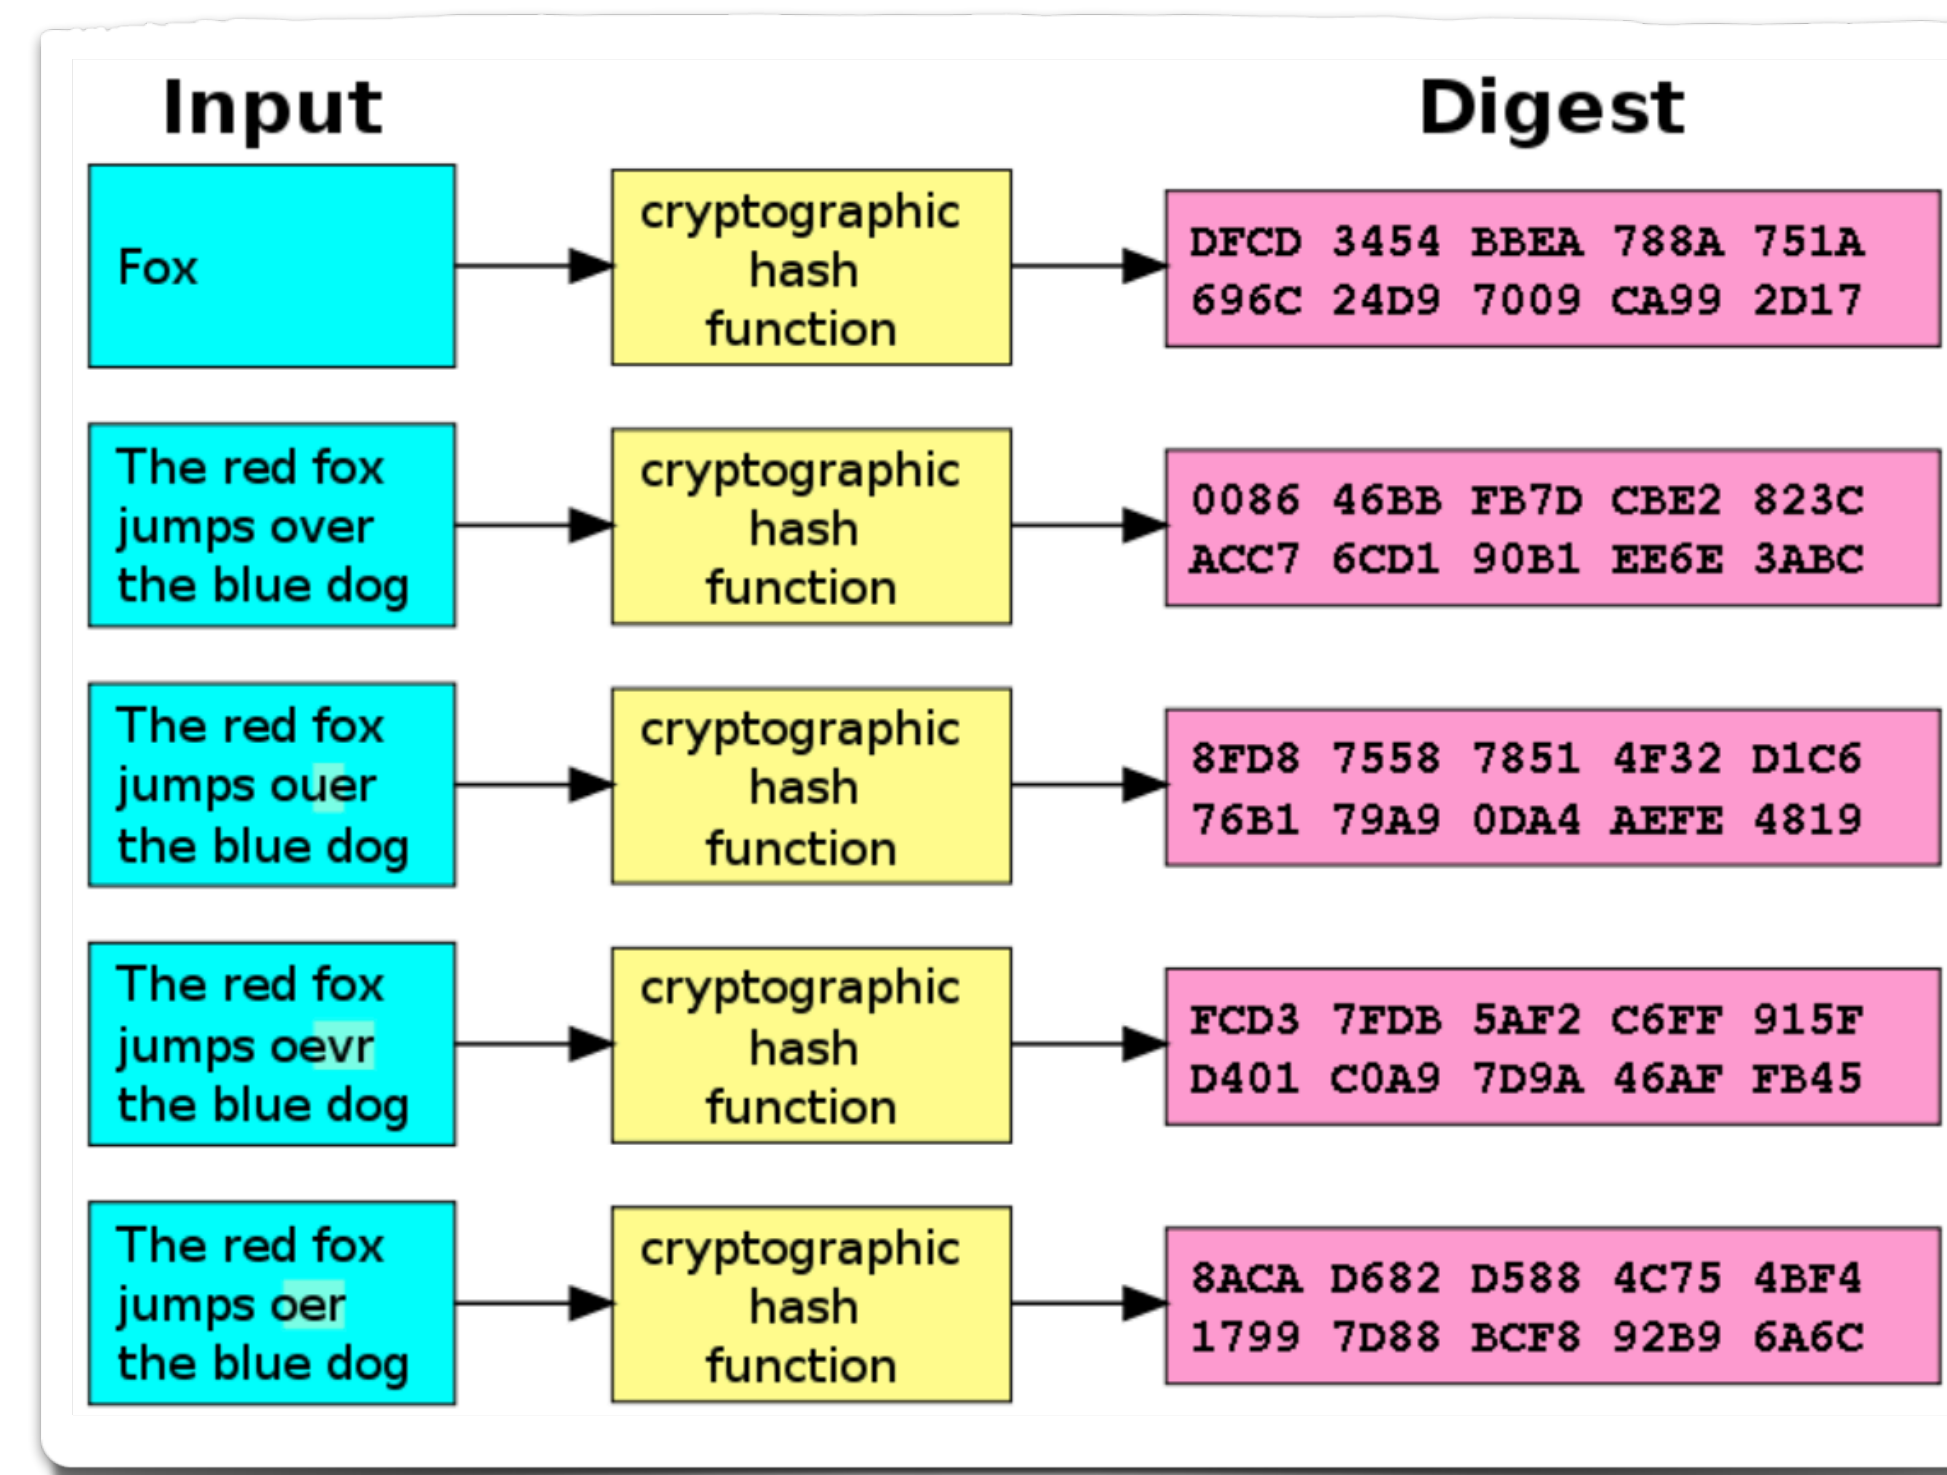 Input
Digest
Fox
cryptographic
hash
function
DFCD 3454 BBEA 788A 751A
696C 24D9 7009 CA99 2D17
The red fox
jumps over
the blue dog
cryptographic
hash
function
0086 46BB FB7D CBE2 823C
ACC7 6CD1 90B1 EE6E 3ABC
The red fox
jumps ouer
the blue dog
cryptographic
hash
function
8FD8 7558 7851 4F32 D1C6
76B1 79A9 0DA4 AEFE 4819
The red fox
jumps oevr
the blue dog
cryptographic
hash
function
FCD3 7FDB 5AF2 C6FF 915F
D401 C0A9 7D9A 46AF FB45
The red fox
jumps oer
the blue dog
cryptographic
hash
function
8ACA D682 D588 4C75 4BF4
1799 7D88 BCF8 92B9 6A6C